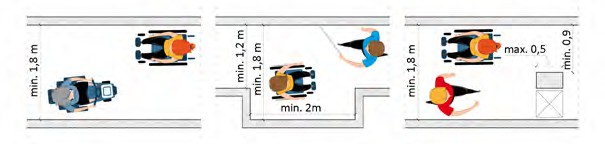 min. 1,8 m
min. 1,2 m
min. 1,8 m
min. 2m
min. 1,8 m
max. 0,5
min. 0,9